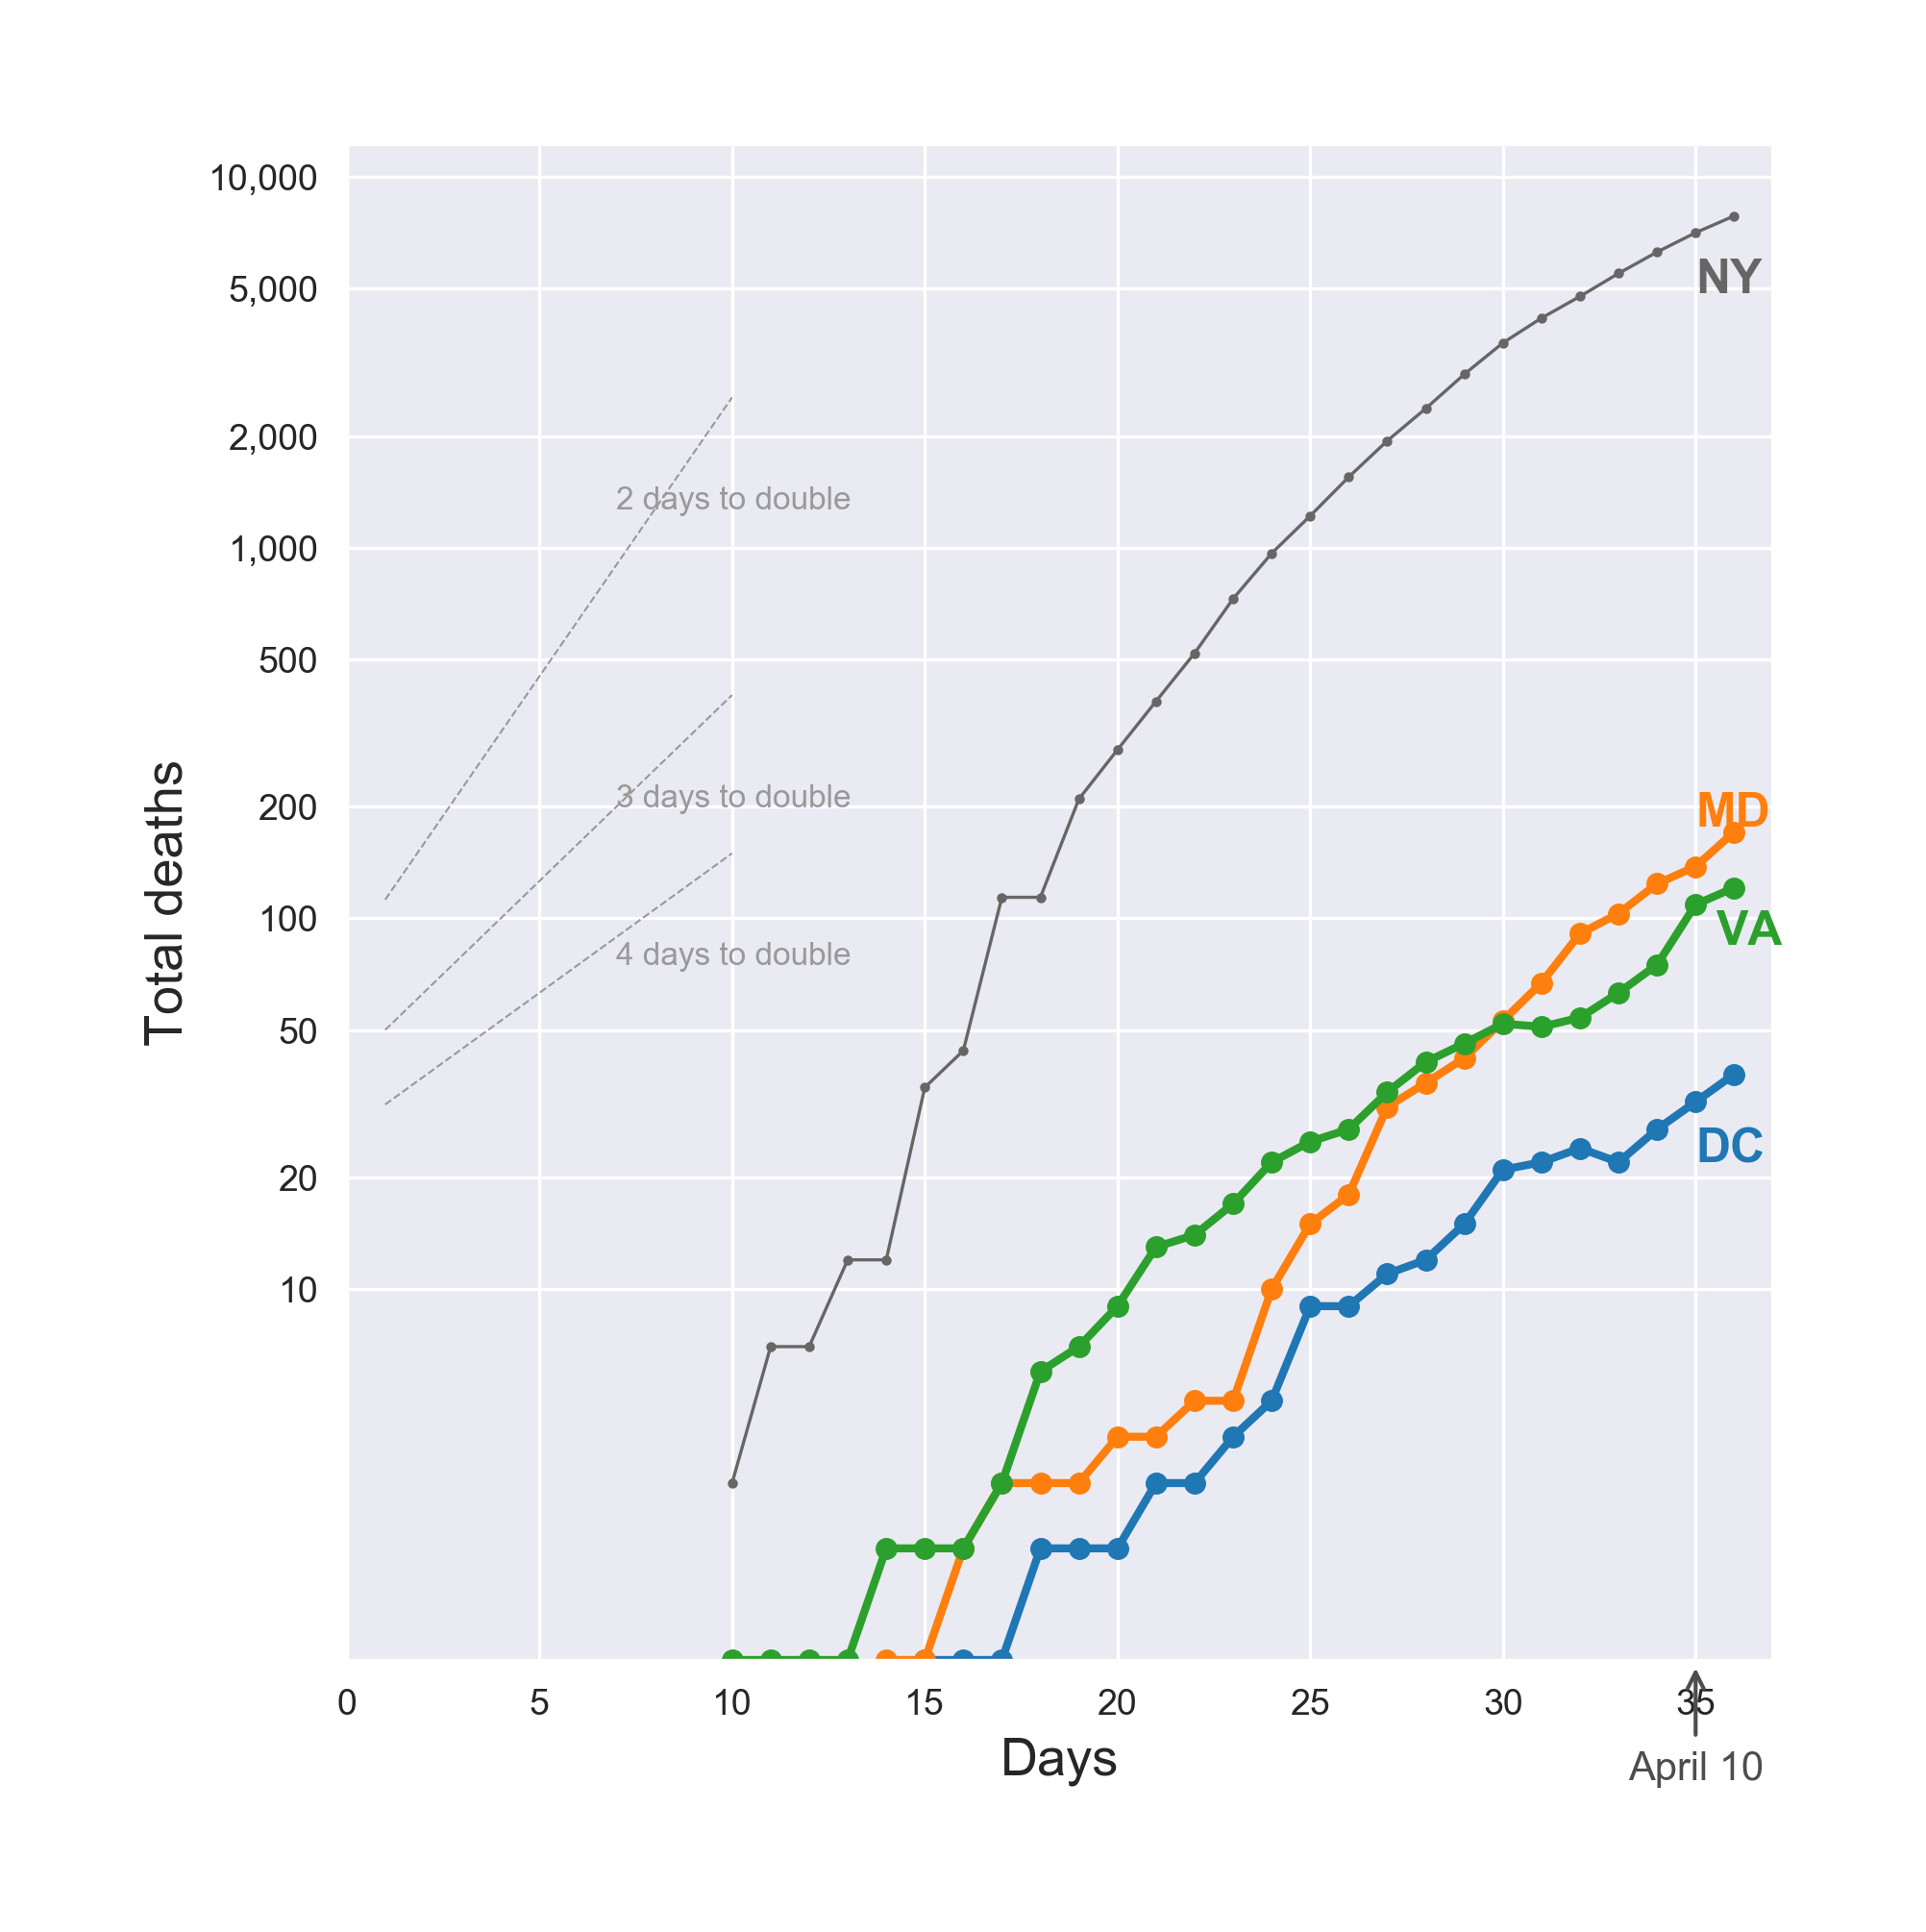 10,000
5,000
2,000
1,000
500
200
100
50
20
10
Total deaths
2 days to double
3 days to double
4 days to double
NY
MD
VA
DC
0 5 10 15 20 25 30 35
Days
April 10